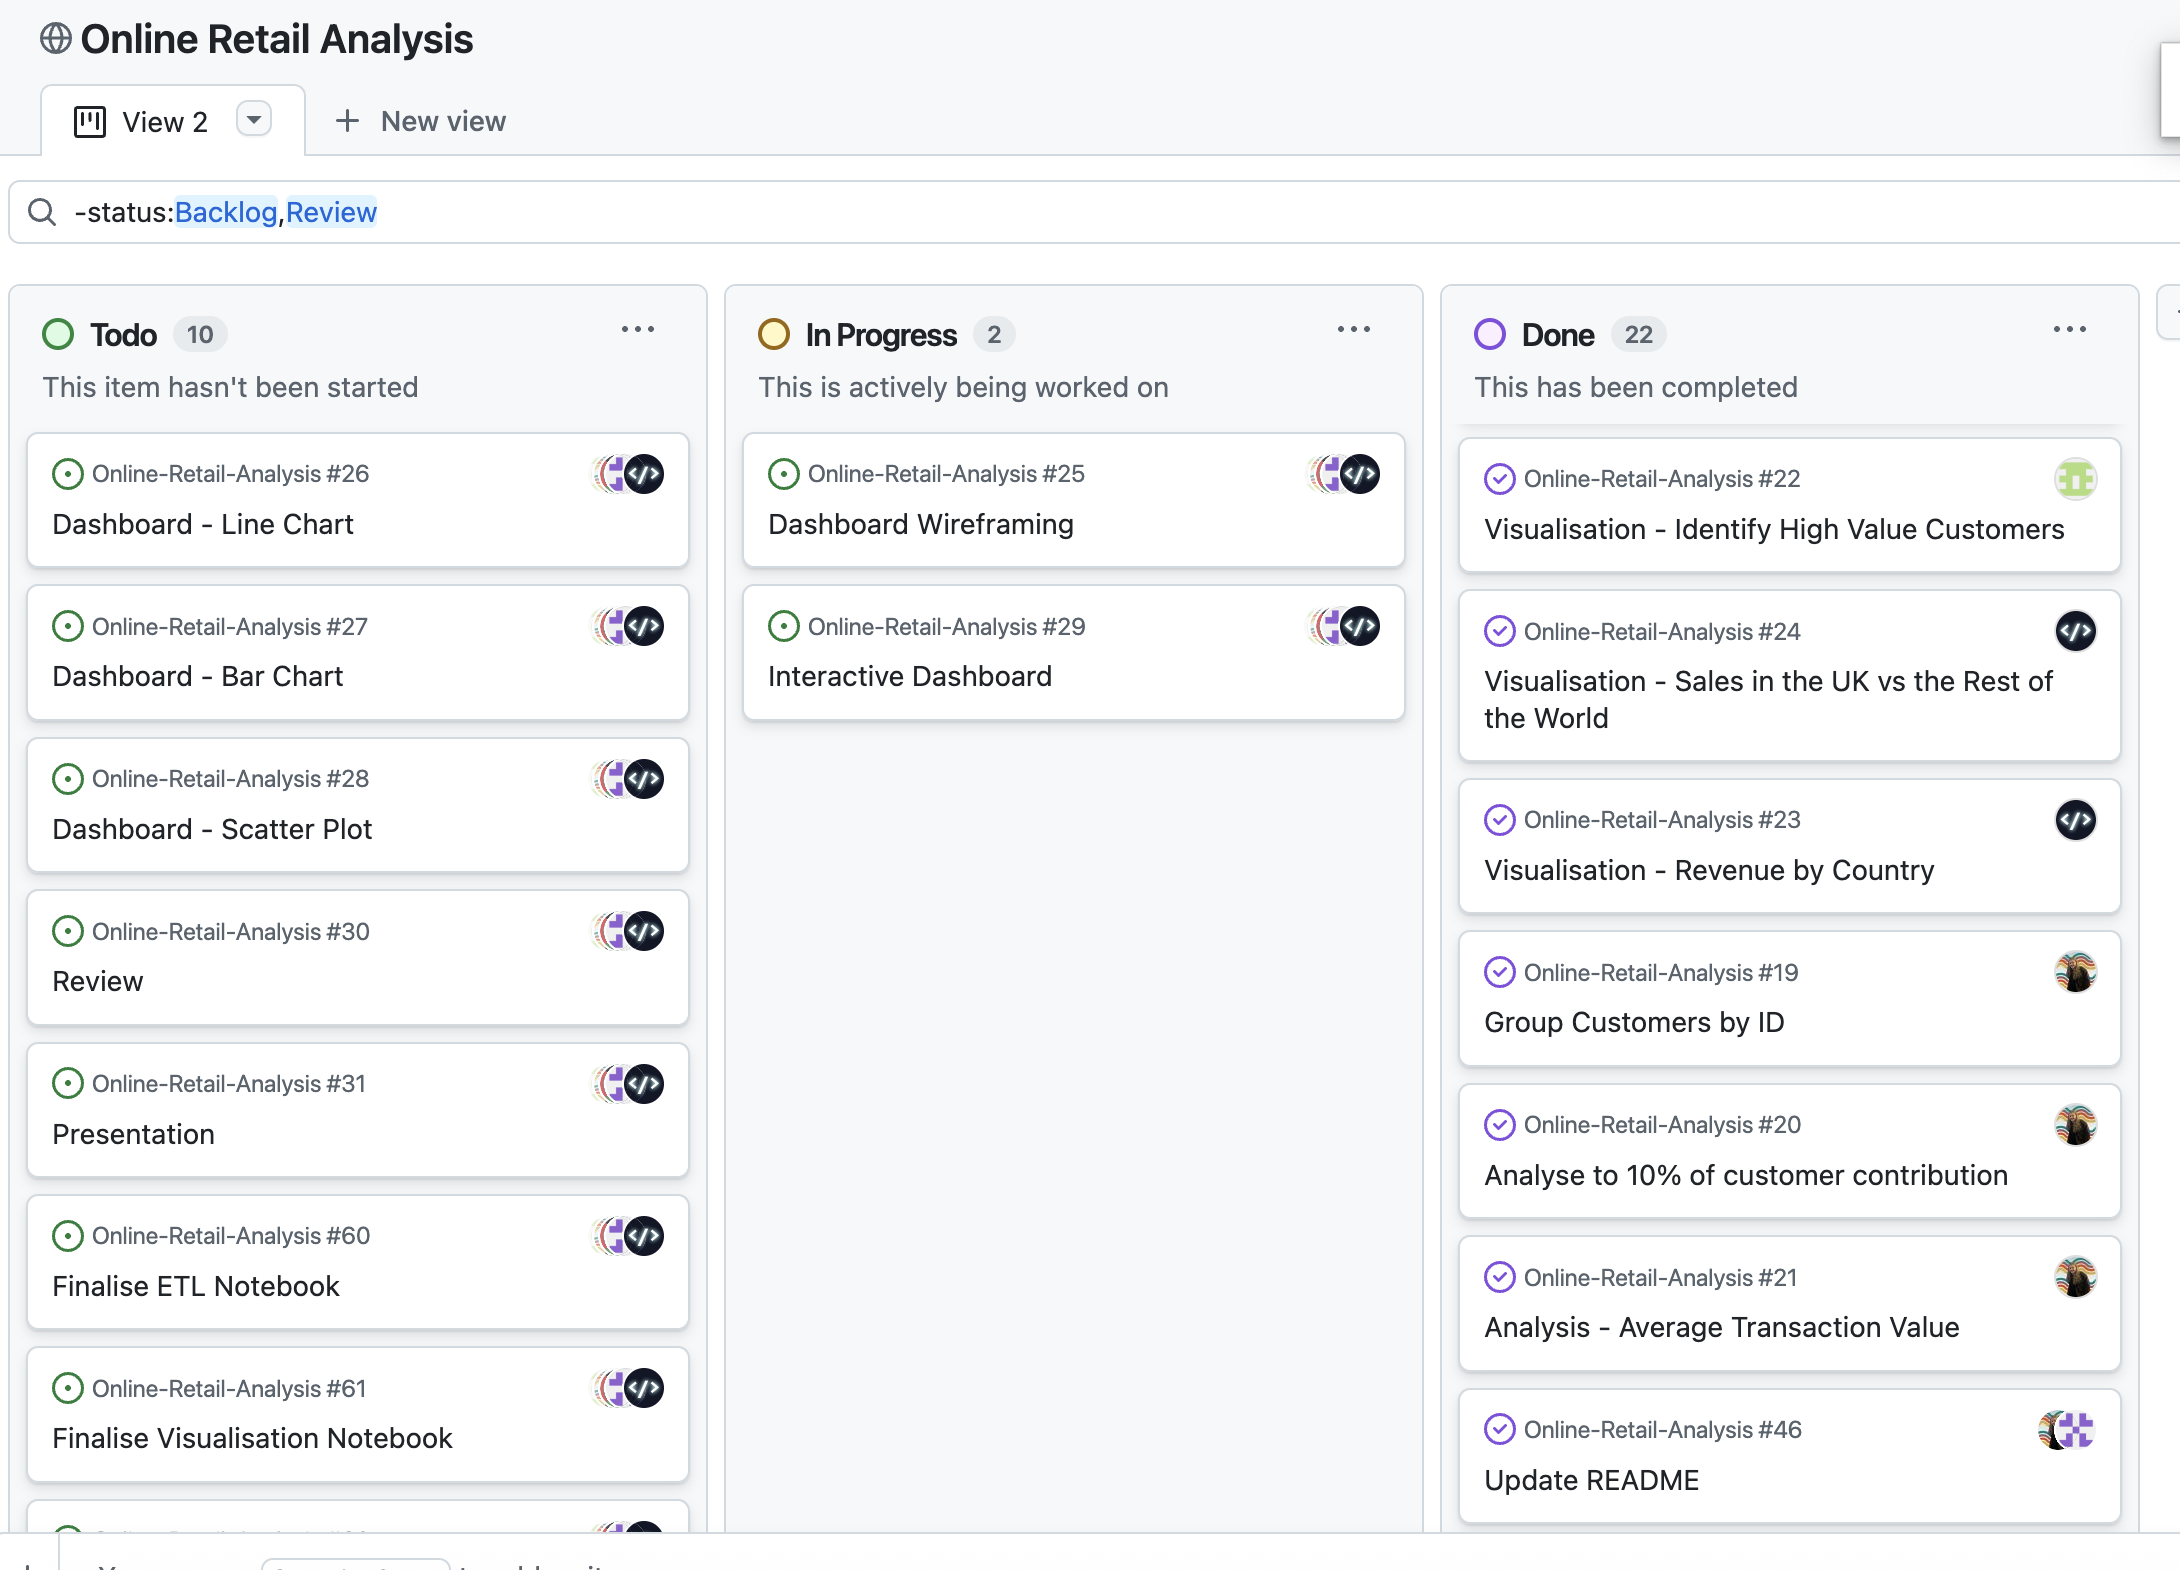 Online Retail Analysis
View 2
New view
-status:Backlog,Review
Todo 10
This item hasn't been started
Online-Retail-Analysis #26
Dashboard - Line Chart
Online-Retail-Analysis #27
Dashboard - Bar Chart
Online-Retail-Analysis #28
Dashboard - Scatter Plot
Online-Retail-Analysis #30
Review
Online-Retail-Analysis #31
Presentation
Online-Retail-Analysis #60
Finalise ETL Notebook
Online-Retail-Analysis #61
Finalise Visualisation Notebook
In Progress 2
This is actively being worked on
Online-Retail-Analysis #25
Dashboard Wireframing
Online-Retail-Analysis #29
Interactive Dashboard
Done 22
This has been completed
Online-Retail-Analysis #22
Visualisation - Identify High Value Customers
Online-Retail-Analysis #24
Visualisation - Sales in the UK vs the Rest of
the World
Online-Retail-Analysis #23
Visualisation - Revenue by Country
Online-Retail-Analysis #19
Group Customers by ID
Online-Retail-Analysis #20
Analyse to 10% of customer contribution
Online-Retail-Analysis #21
Analysis - Average Transaction Value
Online-Retail-Analysis #46
Update README